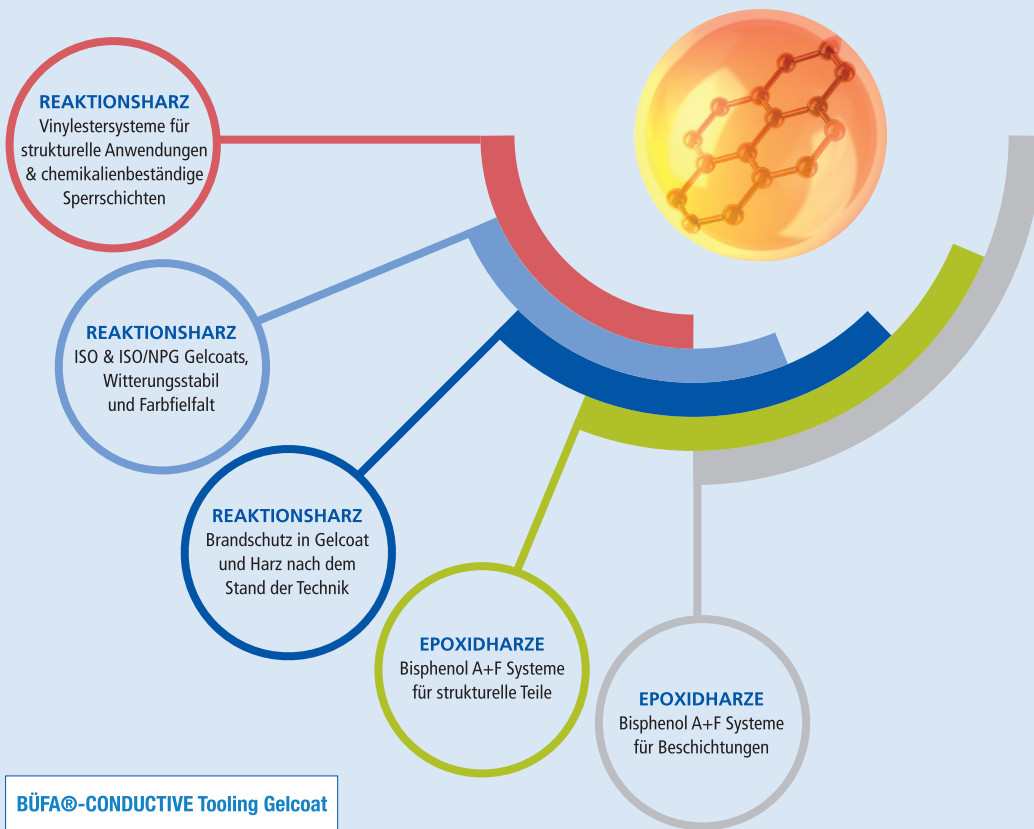 REAKTIONSHARZ
Vinylestersysteme für
strukturelle Anwendungen
& chemikalienbeständige
Sperrschichten
REAKTIONSHARZ
ISO & ISO/NPG Gelcoats,
Witterungsstabil
und Farbfielfalt
REAKTIONSHARZ
Brandschutz in Gelcoat
und Harz nach dem
Stand der Technik
EPOXIDHARZE
Bisphenol A+F Systeme
für strukturelle Teile
EPOXIDHARZE
Bisphenol A+F Systeme
für Beschichtungen
BÜFA®-CONDUCTIVE Tooling Gelcoat